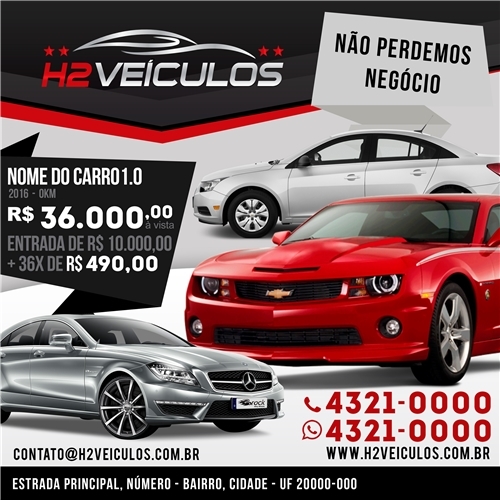 H2VEÍCULOS
NÃO PERDEMOS
NEGÓCIO
NOME DO CARRO 1.0
2016 - 0KM
R$ 36.000,00
à vista
ENTRADA DE R$ 10.000,00
+ 36X DE R$ 490,00
rock
4321-0000
4321-0000
CONTATO@H2VEICULOS.COM.BR
WWW.H2VEICULOS.COM.BR
ESTRADA PRINCIPAL, NÚMERO - BAIRRO, CIDADE - UF 20000-000